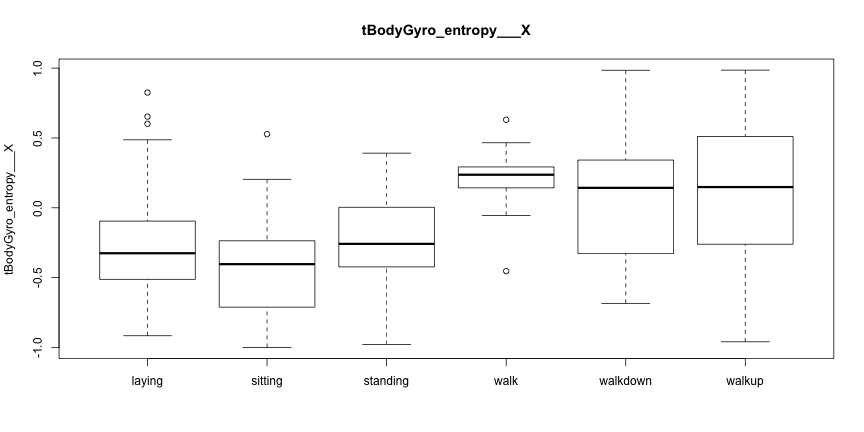 tBodyGyro_entropy___X
tBodyGyro_entropy___X
1.0
0.5
0.0
-0.5
-1.0
laying sitting standing walk walkdown walkup